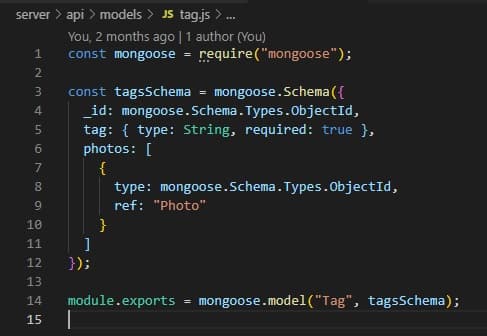 server > api > models > JS tag.js > ...
You, 2 months ago | 1 author (You)
1 const mongoose = require("mongoose");
2
3 const tagsSchema = mongoose.Schema({
4   _id: mongoose.Schema.Types.ObjectId,
5   tag: { type: String, required: true },
6   photos: [
7     {
8       type: mongoose.Schema.Types.ObjectId,
9       ref: "Photo"
10     }
11   ]
12 });
13
14 module.exports = mongoose.model("Tag", tagsSchema);
15